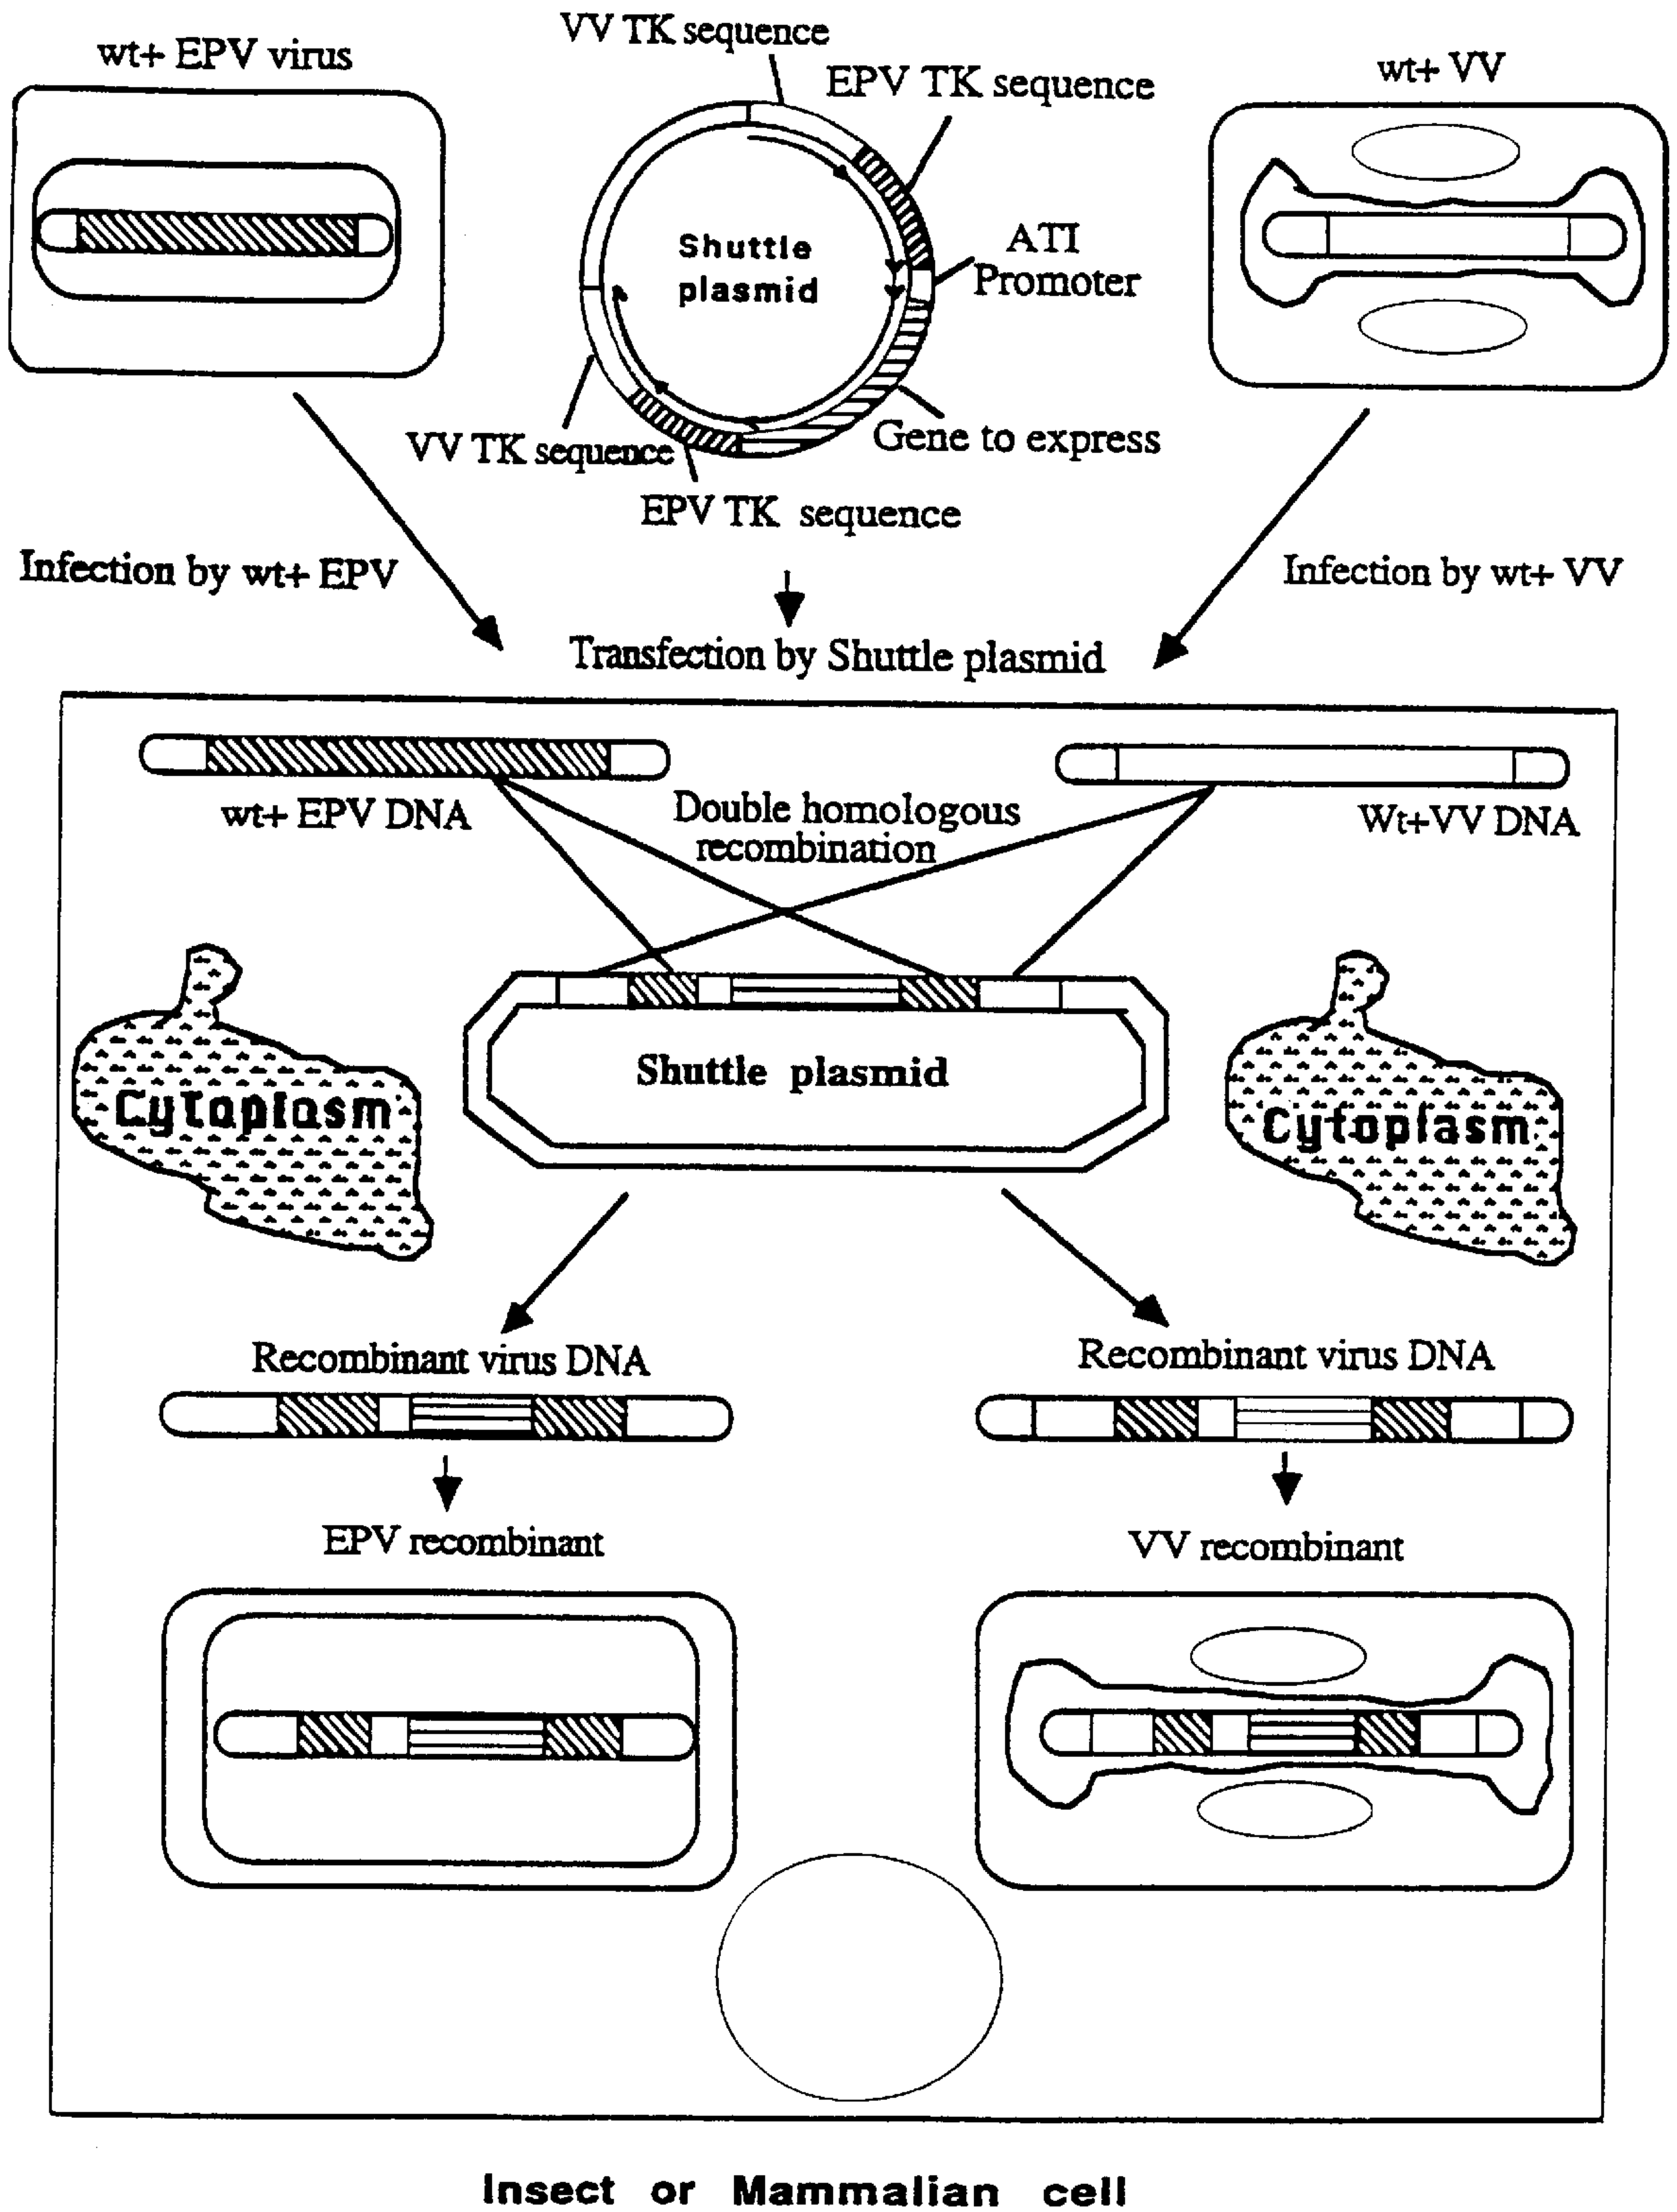 VV TK sequence
wt+ EPV virus
EPV TK sequence
wt+ VV
Shuttle
plasmid
ATI
Promoter
Gene to express
VV TK sequence
EPV TK sequence
Infection by wt+ EPV
Infection by wt+ VV
Transfection by Shuttle plasmid
wt+ EPV DNA
Double homologous
recombination
Wt+VV DNA
Shuttle plasmid
Cytoplasm
Cytoplasm
Recombinant virus DNA
Recombinant virus DNA
EPV recombinant
VV recombinant
Insect or Mammalian cell